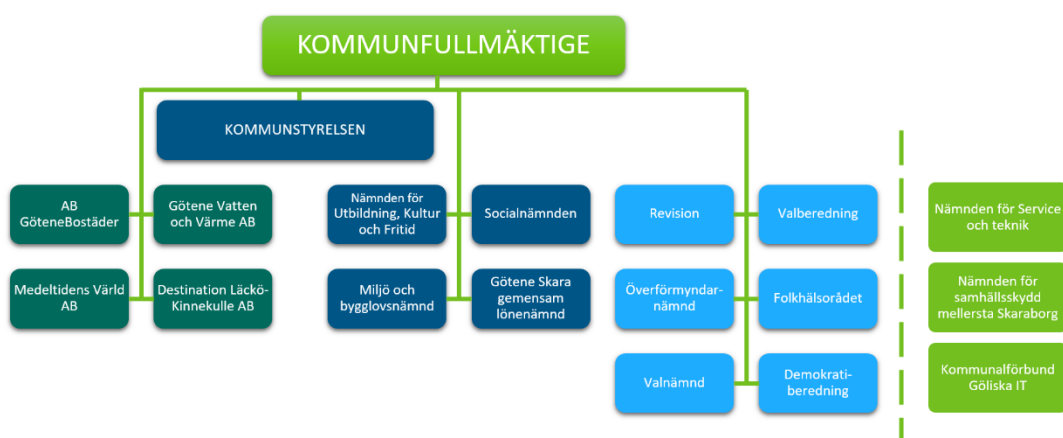 KOMMUNFULLMÄKTIGE
KOMMUNSTYRELSEN
AB
GöteneBostäder
Götene Vatten
och Värme AB
Medeltidens Värld
AB
Destination Läckö-
Kinnekulle AB
Nämnden för
Utbildning, Kultur
och Fritid
Socialnämnden
Miljö och
bygglovsnämnd
Götene Skara
gemensam
lönenämnd
Revision
Valberedning
Överförmyndar-
nämnd
Folkhälsorådet
Valnämnd
Demokrati-
beredning
Nämnden för Service
och teknik
Nämnden för
samhällsskydd
mellersta Skaraborg
Kommunalförbund
Göliska IT